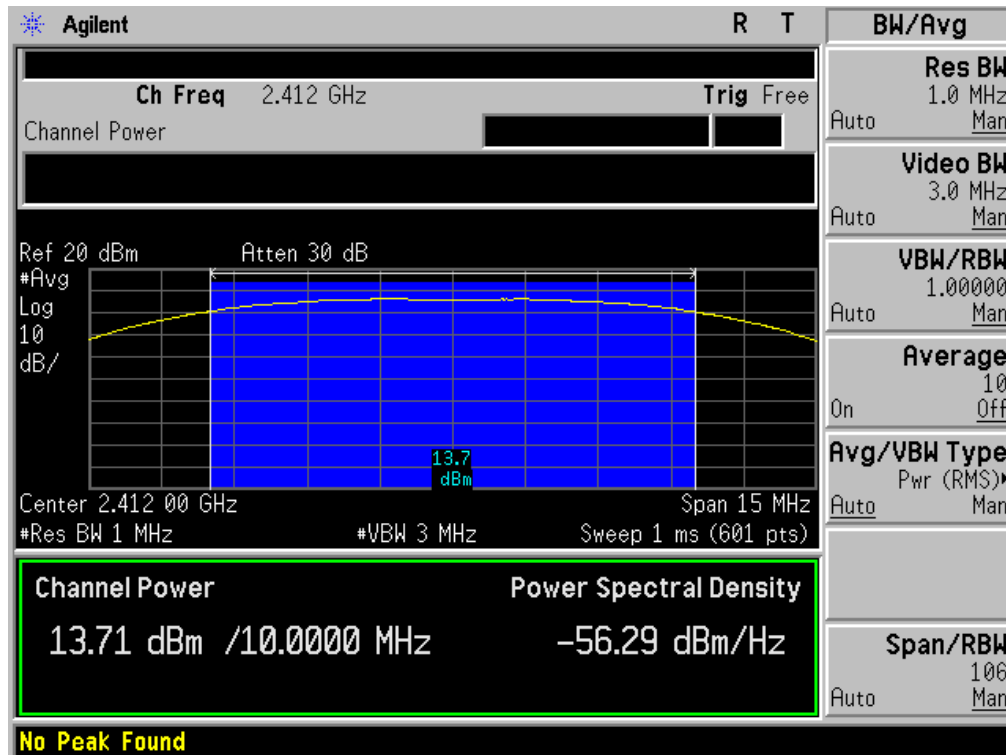 Agilent R T BW/Avg
Ch Freq 2.412 GHz Trig Free
Channel Power
Ref 20 dBm Atten 30 dB
#Avg
Log
10
dB/
13.7
dBm
Center 2.412 00 GHz Span 15 MHz
#Res BW 1 MHz #VBW 3 MHz Sweep 1 ms (601 pts)
Channel Power Power Spectral Density
13.71 dBm /10.0000 MHz -56.29 dBm/Hz
No Peak Found
Res BW
1.0 MHz
Auto Man
Video BW
3.0 MHz
Auto Man
VBW/RBW
1.00000
Auto Man
Average
10
On Off
Avg/VBW Type
Pwr (RMS)▸
Auto Man
Span/RBW
106
Auto Man